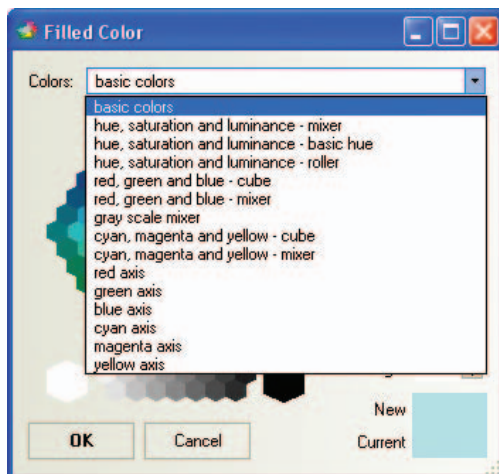 Filled Color
Colors: basic colors
basic colors
hue, saturation and luminance - mixer
hue, saturation and luminance - basic hue
hue, saturation and luminance - roller
red, green and blue - cube
red, green and blue - mixer
gray scale mixer
cyan, magenta and yellow - cube
cyan, magenta and yellow - mixer
red axis
green axis
blue axis
cyan axis
magenta axis
yellow axis
New
OK Cancel Current